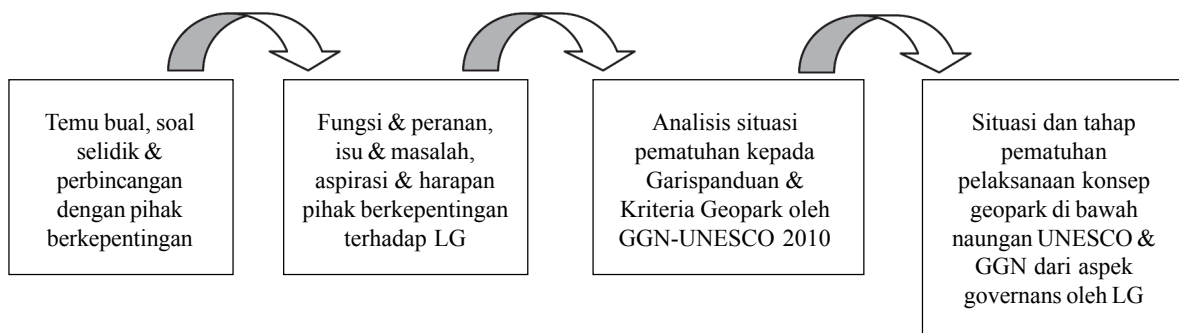 Temu bual, soal
selidik &
perbincangan
dengan pihak
berkepentingan
Fungsi & peranan,
isu & masalah,
aspirasi & harapan
pihak berkepentingan
terhadap LG
Analisis situasi
pematuhan kepada
Garispanduan &
Kriteria Geopark oleh
GGN-UNESCO 2010
Situasi dan tahap
pematuhan
pelaksanaan konsep
geopark di bawah
naungan UNESCO &
GGN dari aspek
governans oleh LG